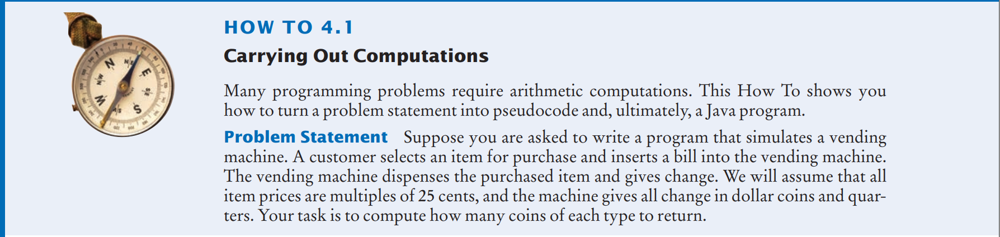 HOW TO 4.1
Carrying Out Computations
Many programming problems require arithmetic computations. This How To shows you
how to turn a problem statement into pseudocode and, ultimately, a Java program.
Problem Statement Suppose you are asked to write a program that simulates a vending
machine. A customer selects an item for purchase and inserts a bill into the vending machine.
The vending machine dispenses the purchased item and gives change. We will assume that all
item prices are multiples of 25 cents, and the machine gives all change in dollar coins and quar-
ters. Your task is to compute how many coins of each type to return.
N
NE
E
SE
S
W
NW